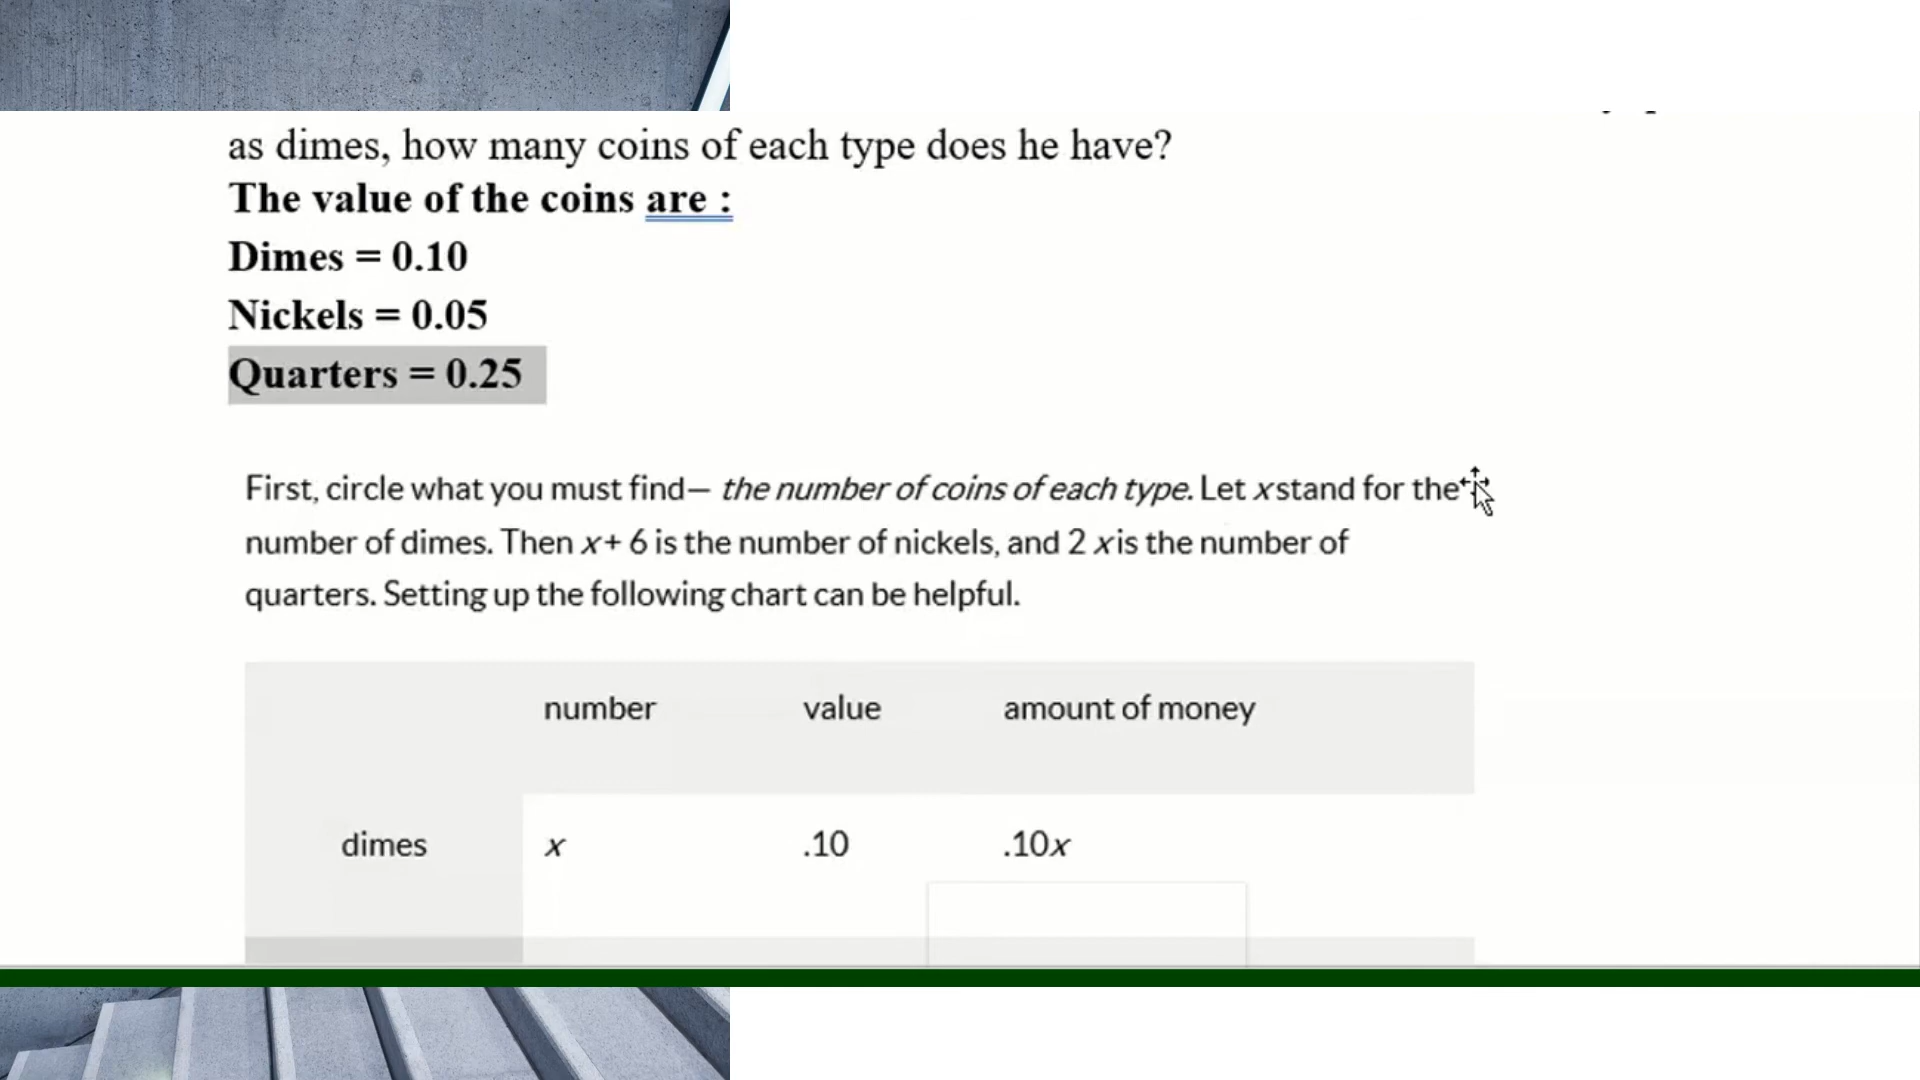 as dimes, how many coins of each type does he have?
The value of the coins are :
Dimes = 0.10
Nickels = 0.05
Quarters = 0.25
First, circle what you must find— the number of coins of each type. Let x stand for the
number of dimes. Then x + 6 is the number of nickels, and 2 x is the number of
quarters. Setting up the following chart can be helpful.
number value amount of money
dimes x .10 .10x